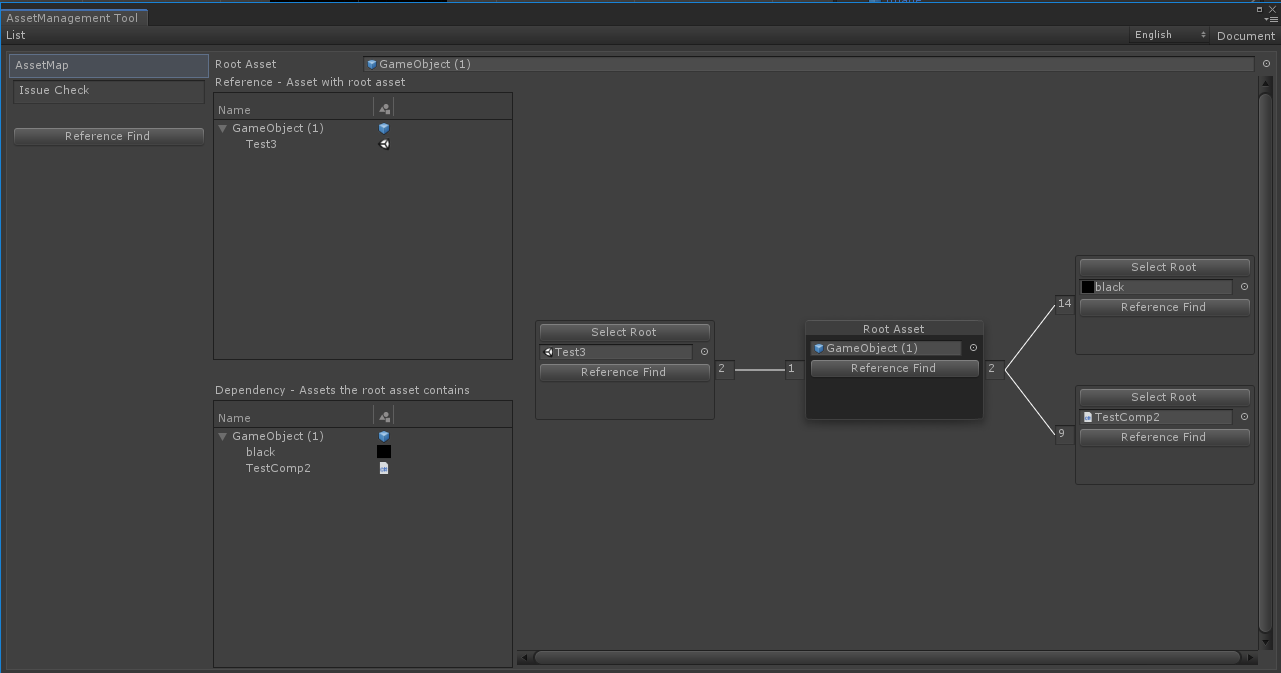 AssetManagement Tool
List
English
Document
AssetMap
Issue Check
Reference Find
Root Asset
GameObject (1)
Reference - Asset with root asset
Name
GameObject (1)
Test3
Dependency - Assets the root asset contains
Name
GameObject (1)
black
TestComp2
Select Root
Test3
Reference Find
2
1
Root Asset
GameObject (1)
Reference Find
2
14
Select Root
black
Reference Find
9
Select Root
TestComp2
Reference Find